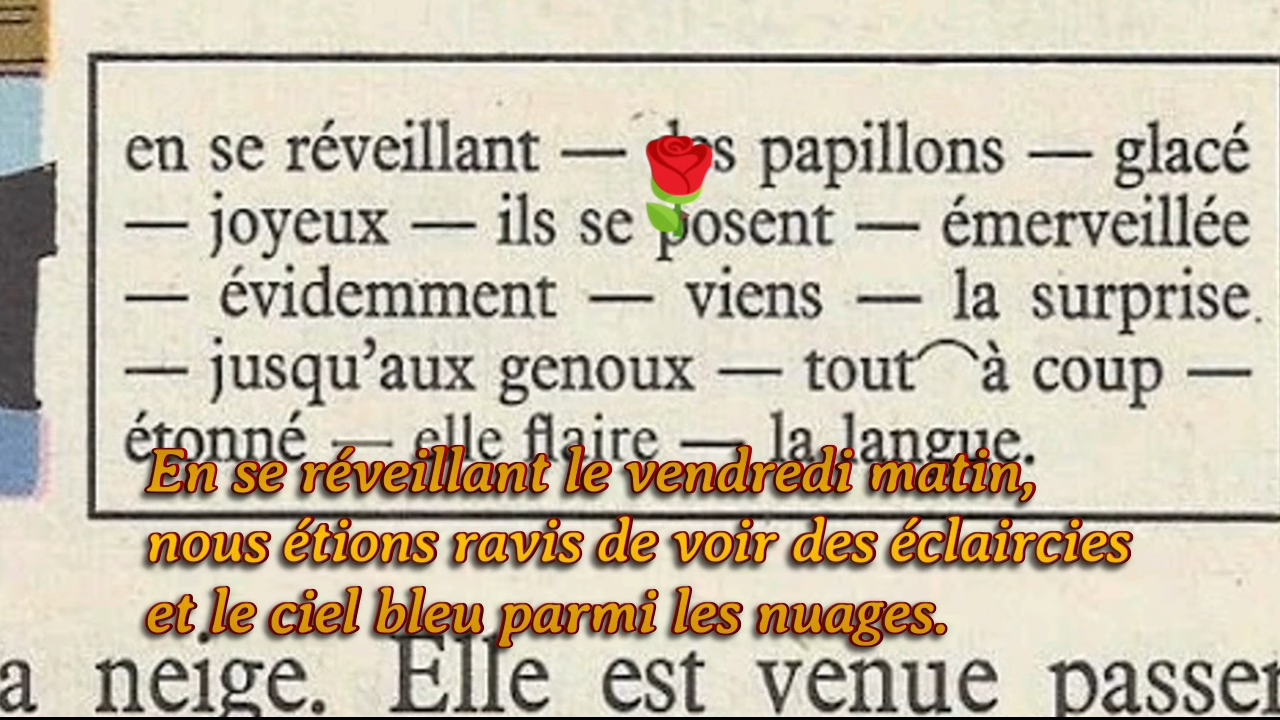 en se réveillant — les papillons — glacé
— joyeux — ils se posent — émerveillée
— évidemment — viens — la surprise
— jusqu’aux genoux — tout‿à coup —
étonné — elle flaire — la langue.
En se réveillant le vendredi matin,
nous étions ravis de voir des éclaircies
et le ciel bleu parmi les nuages.
a neige. Elle est venue passer